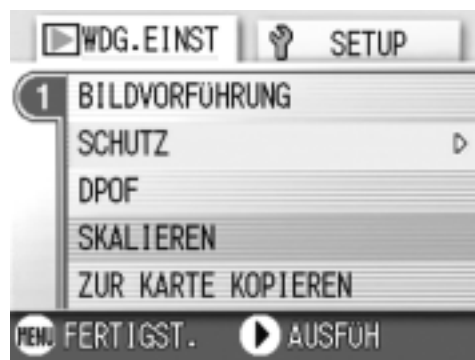 WDG.EINST SETUP
1 BILDVORFÜHRUNG
SCHUTZ
DPOF
SKALIEREN
ZUR KARTE KOPIEREN
MENU FERTIGST. AUSFÜH